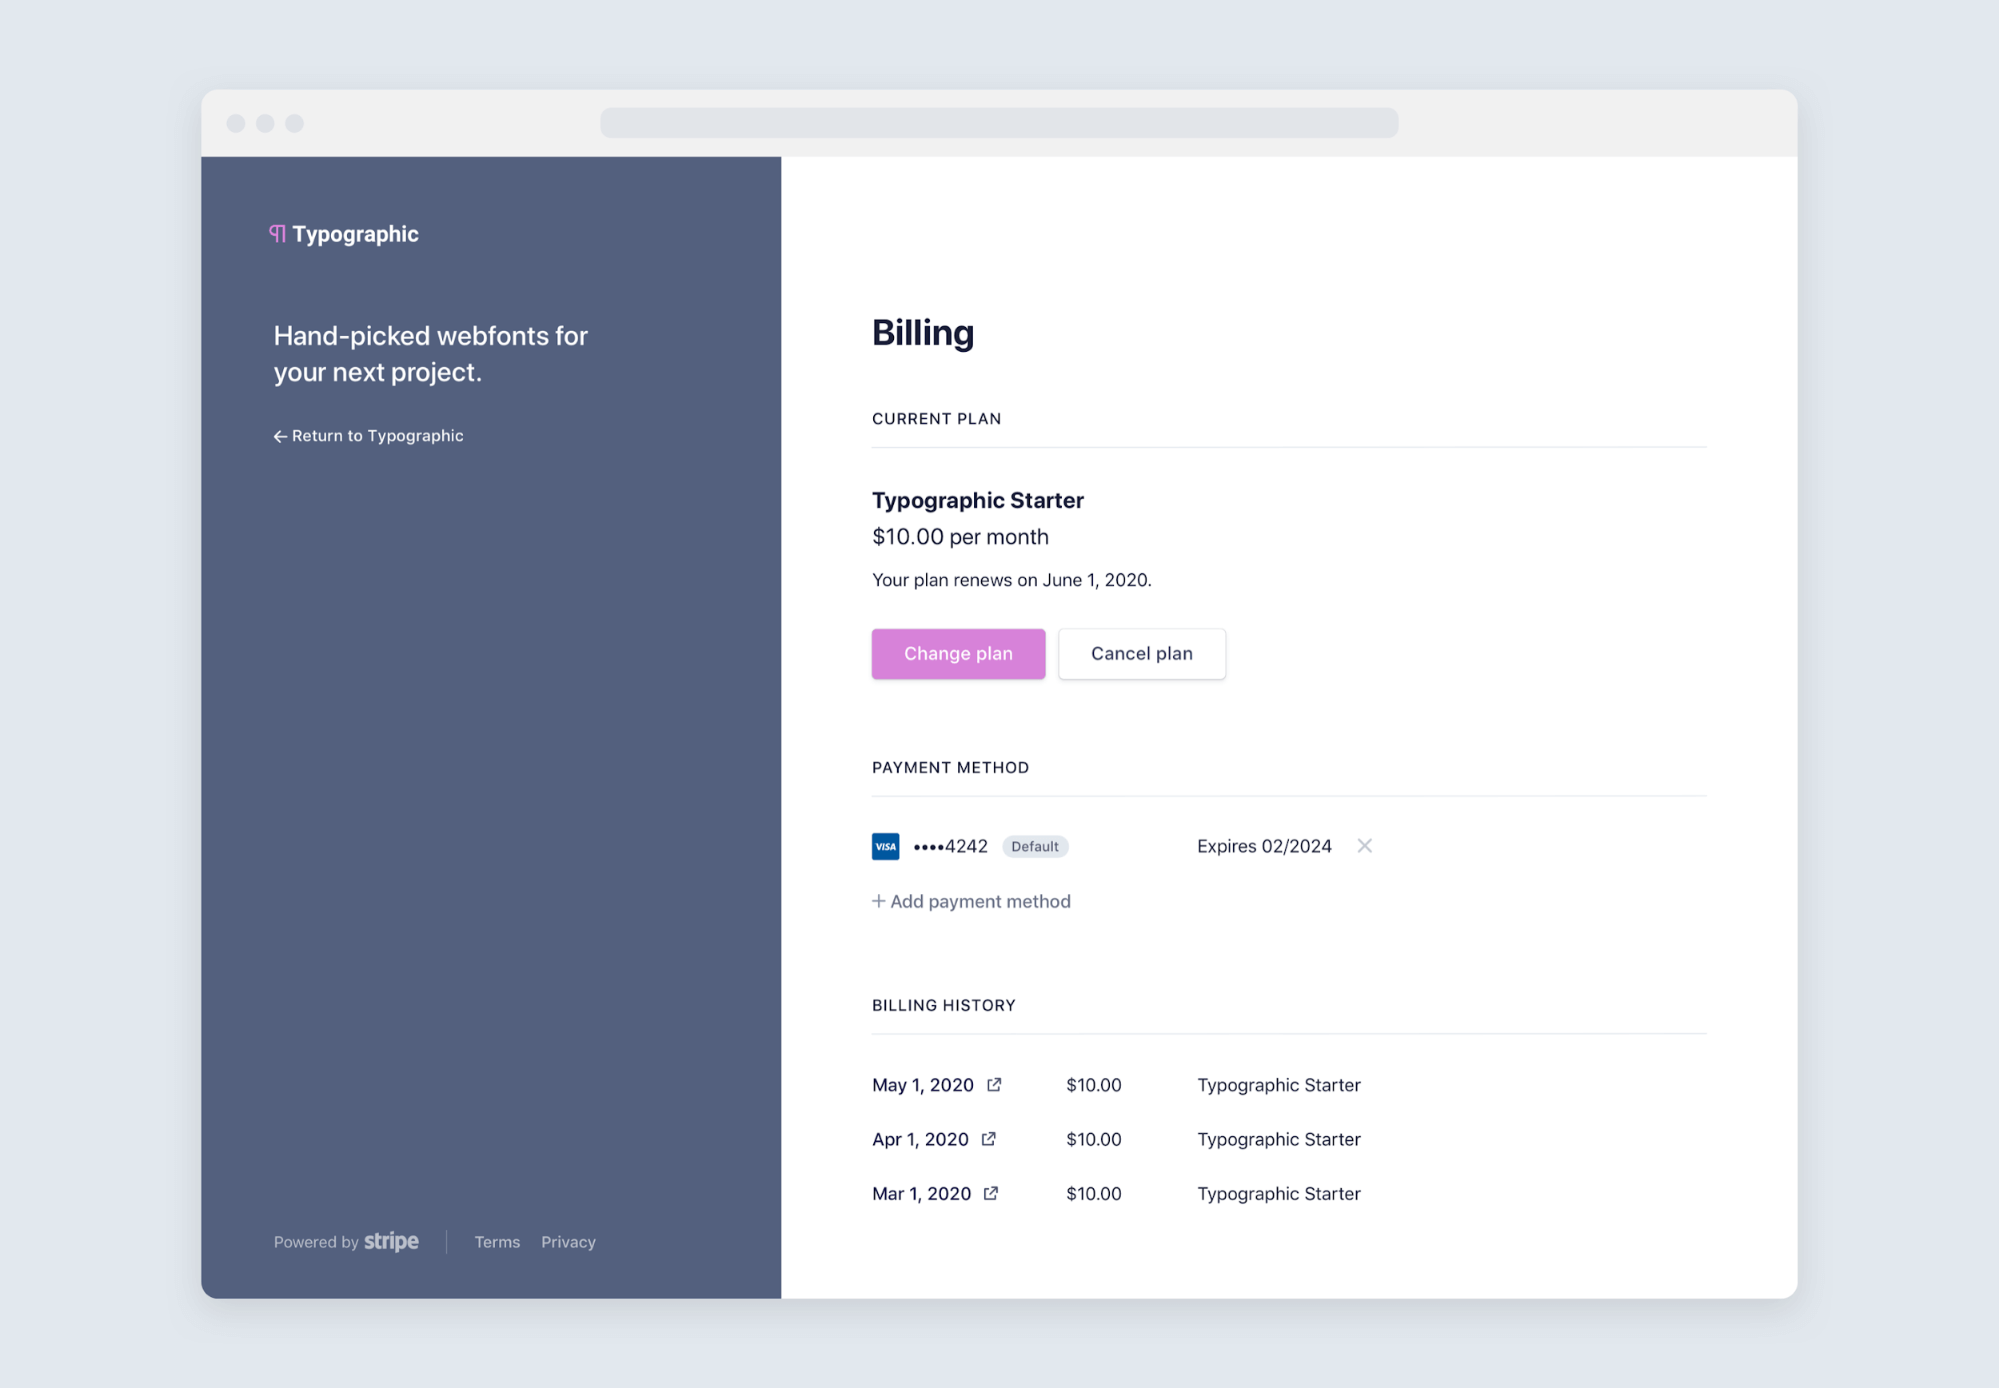 Typographic
Hand-picked webfonts for
your next project.
← Return to Typographic
Powered by stripe
Terms Privacy
Billing
CURRENT PLAN
Typographic Starter
$10.00 per month
Your plan renews on June 1, 2020.
Change plan Cancel plan
PAYMENT METHOD
VISA ••••4242 Default Expires 02/2024 ×
+ Add payment method
BILLING HISTORY
May 1, 2020 $10.00 Typographic Starter
Apr 1, 2020 $10.00 Typographic Starter
Mar 1, 2020 $10.00 Typographic Starter